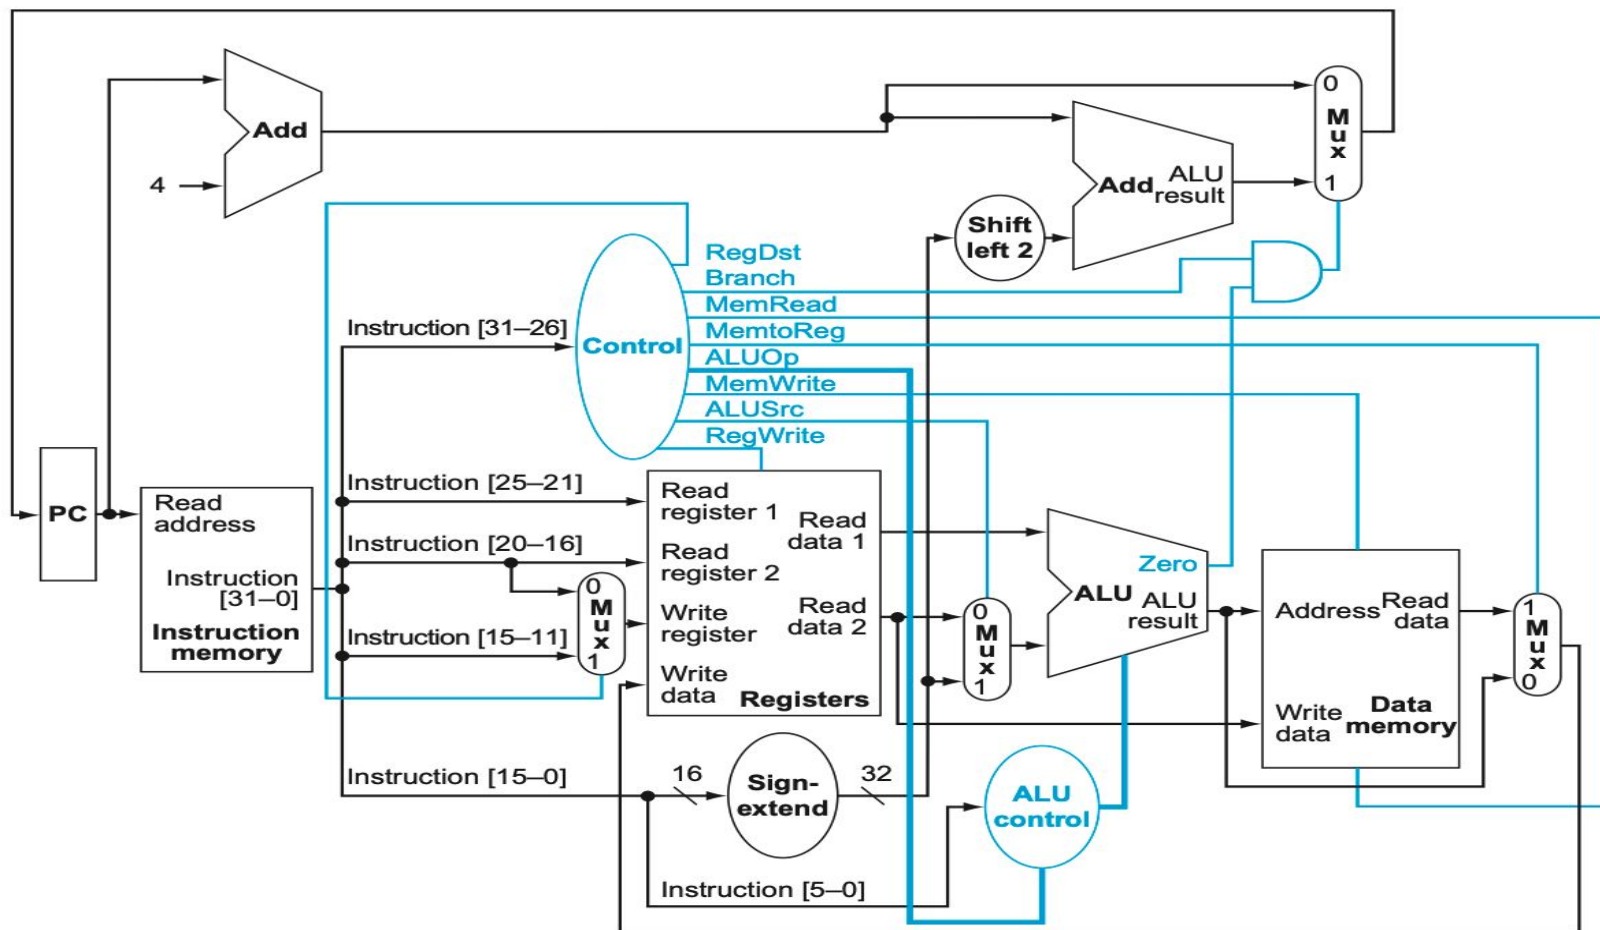 0
M
u
x
1
Add
4
Add
ALU
result
Shift
left 2
RegDst
Branch
MemRead
MemtoReg
ALUOp
MemWrite
ALUSrc
RegWrite
Control
Instruction [31–26]
Instruction [25–21]
Instruction [20–16]
Instruction [15–11]
Instruction [15–0]
Instruction [5–0]
PC
Read
address
Instruction
[31–0]
Instruction
memory
0
M
u
x
1
Read
register 1
Read
register 2
Write
register
Write
data
Read
data 1
Read
data 2
Registers
0
M
u
x
1
Zero
ALU
ALU
result
Address
Read
data
Write
data
Data
memory
1
M
u
x
0
16
Sign-
extend
32
ALU
control